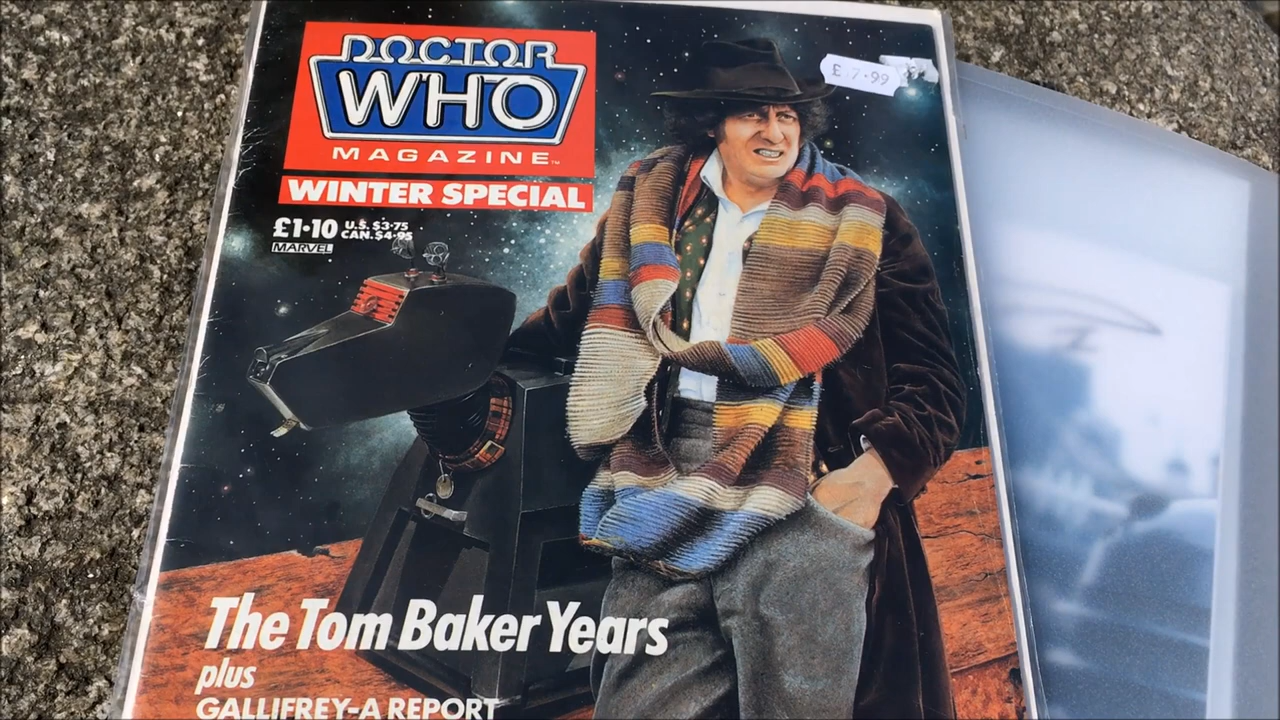 DOCTOR
WHO
MAGAZINE™
WINTER SPECIAL
£1·10 U.S. $3·75
CAN. $4·95
MARVEL
£ 7·99
The Tom Baker Years
plus
GALLIFREY-A REPORT